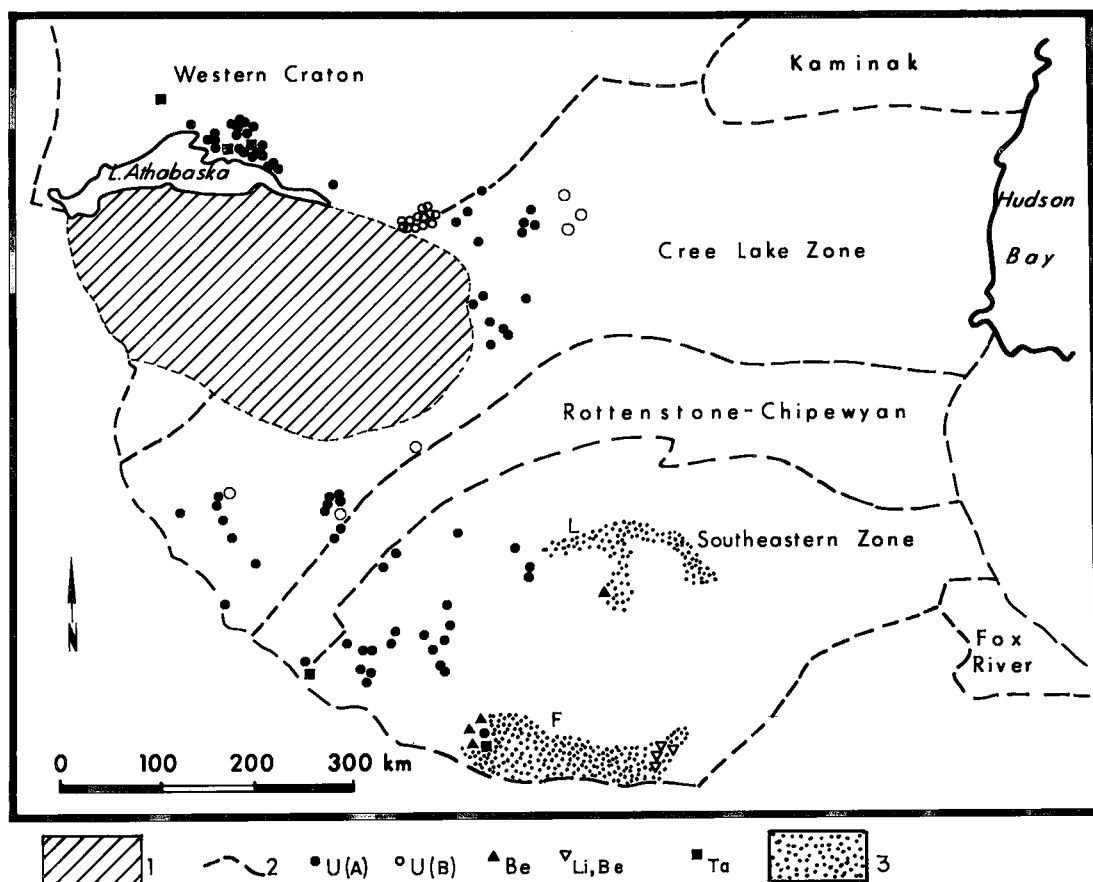 Kaminak
Western Craton
L. Athabaska
Hudson
Bay
Cree Lake Zone
Rottenstone-Chipewyan
L
Southeastern Zone
N
Fox
River
F
0 100 200 300 km
1 2 U(A) U(B) Be Li, Be Ta 3